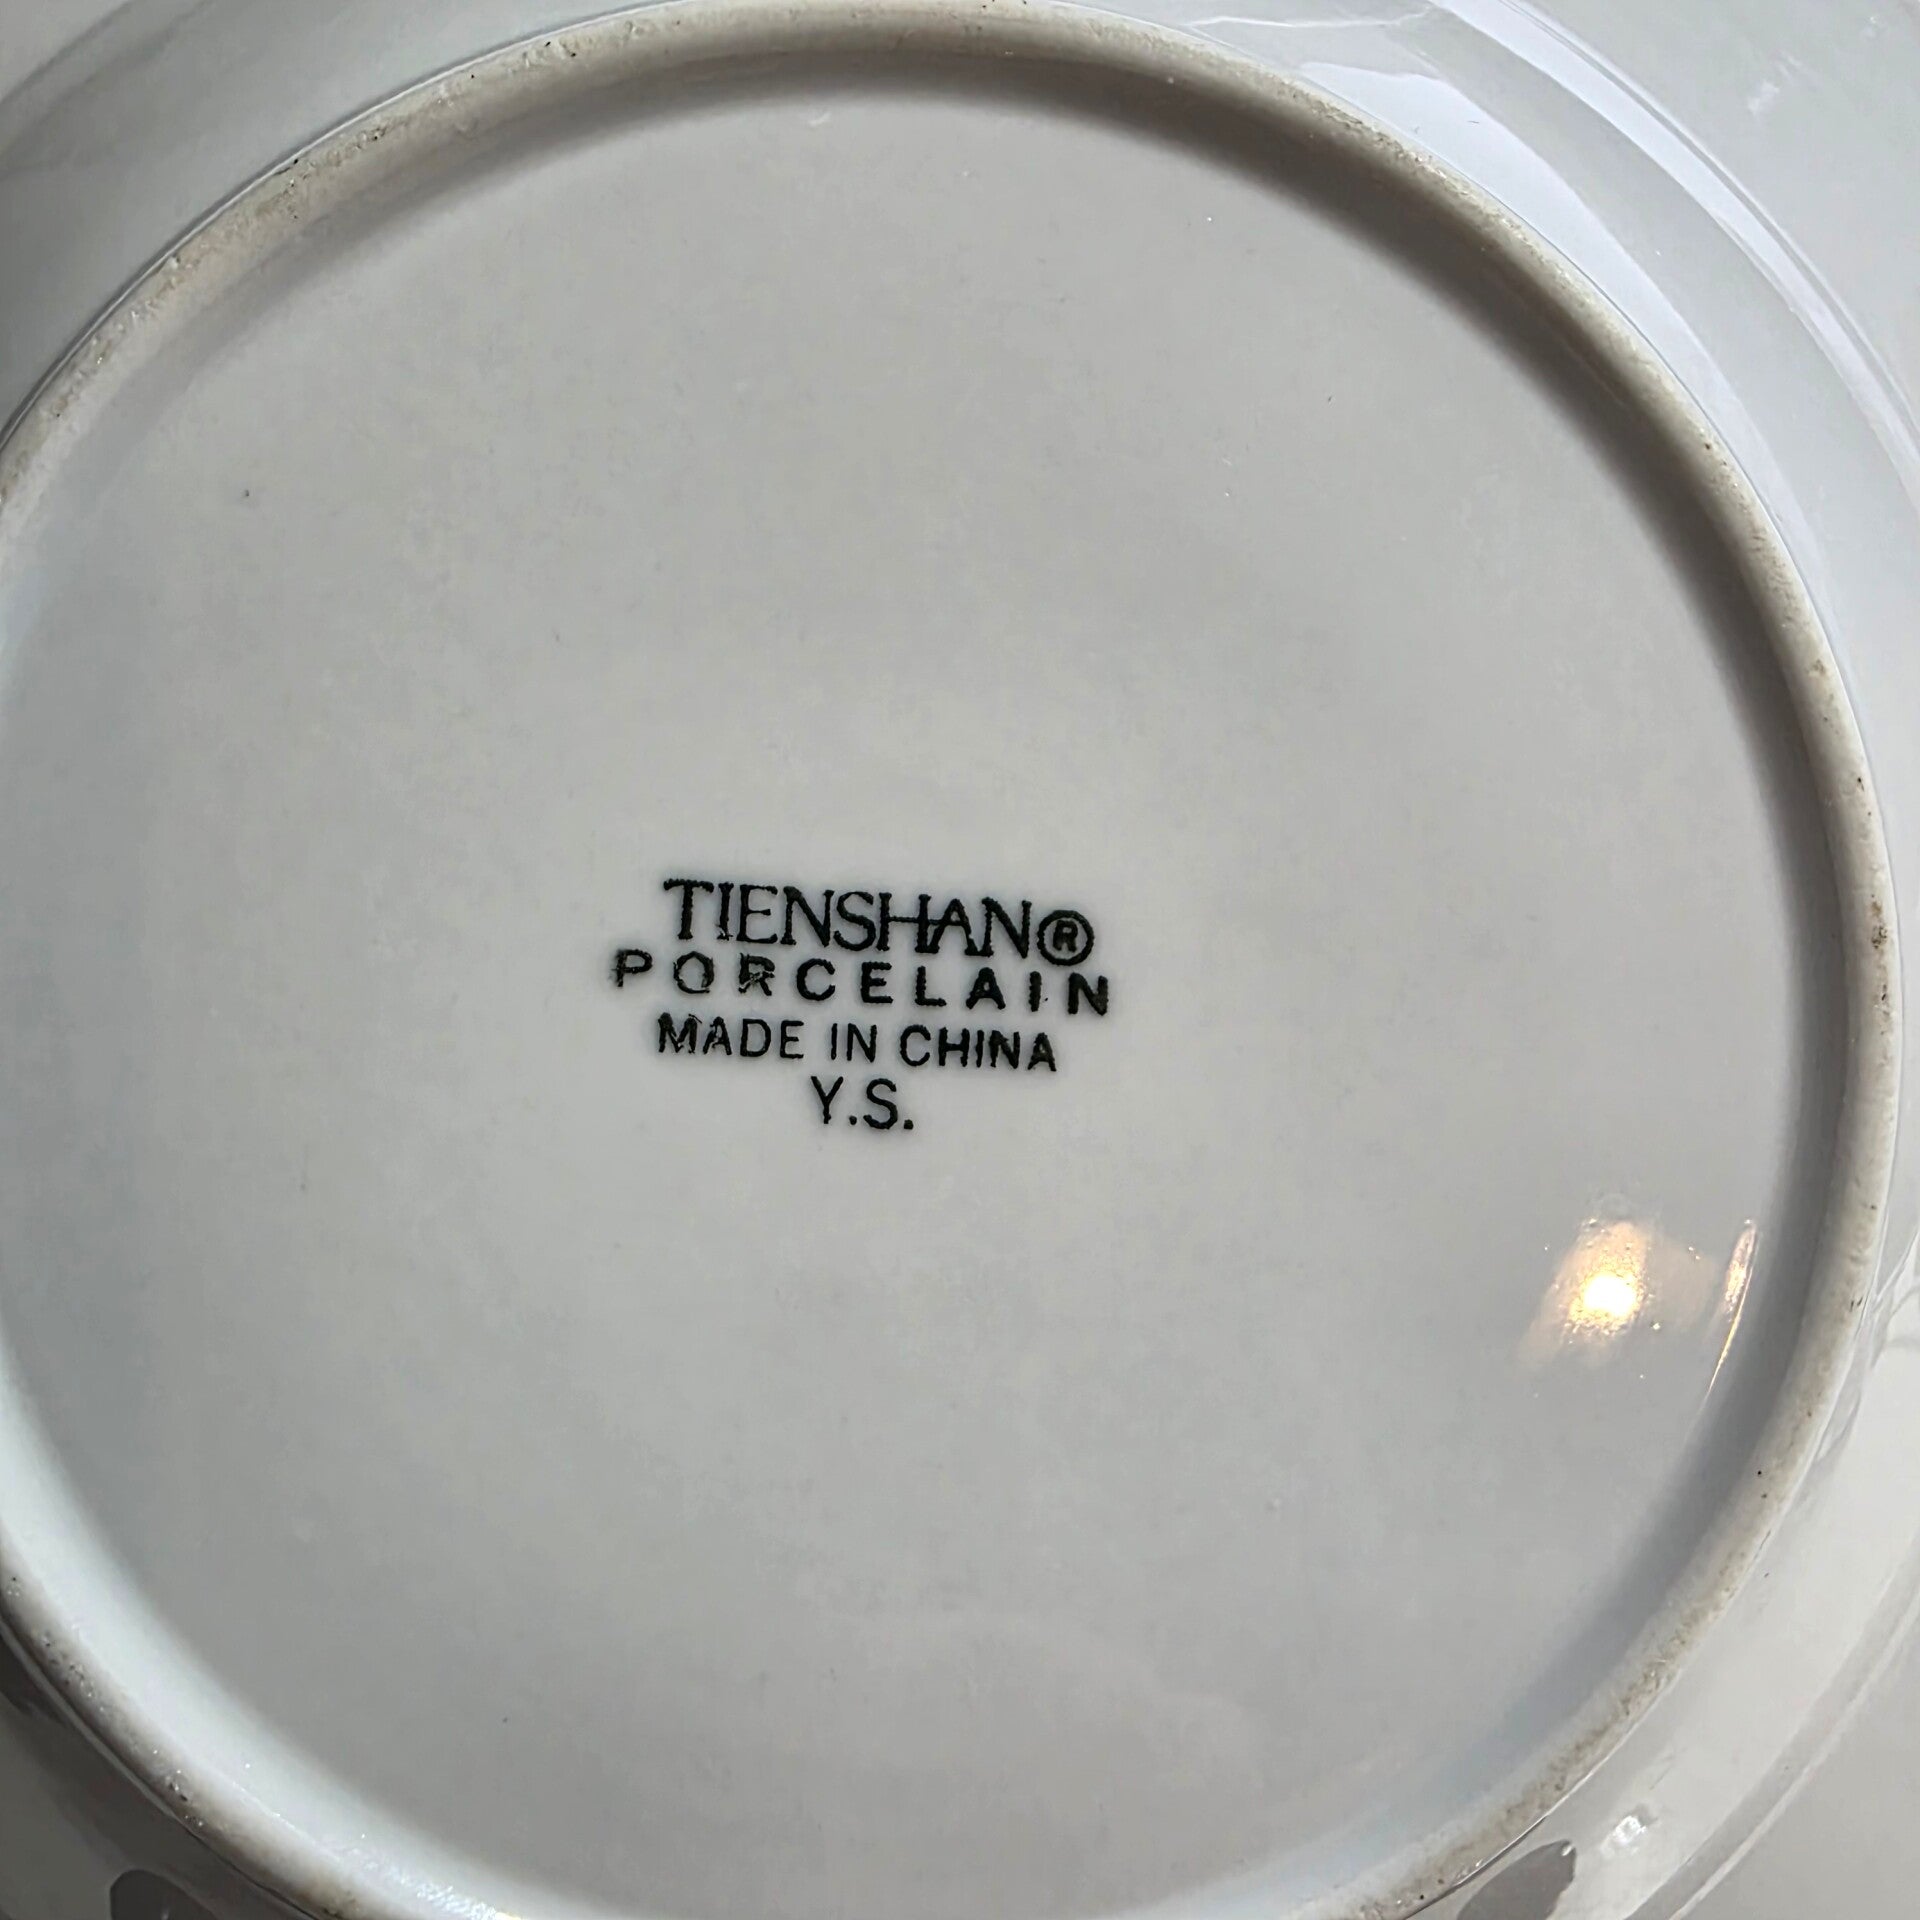 TIENSHAN®
PORCELAIN
MADE IN CHINA
Y.S.